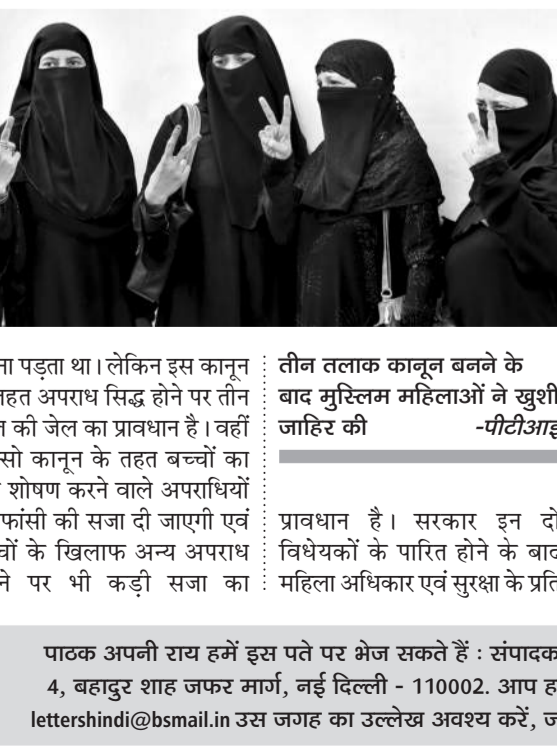 ना पड़ता था। लेकिन इस कानून
तहत अपराध सिद्ध होने पर तीन
की जेल का प्रावधान है। वहीं
सो कानून के तहत बच्चों का
शोषण करने वाले अपराधियों
फांसी की सजा दी जाएगी एवं
चों के खिलाफ अन्य अपराध
ने पर भी कड़ी सजा का
तीन तलाक कानून बनने के
बाद मुस्लिम महिलाओं ने खुशी
जाहिर की -पीटीआइ
प्रावधान है। सरकार इन दो
विधेयकों के पारित होने के बाद
महिला अधिकार एवं सुरक्षा के प्रति
पाठक अपनी राय हमें इस पते पर भेज सकते हैं : संपादक
4, बहादुर शाह जफर मार्ग, नई दिल्ली - 110002. आप ह
lettershindi@bsmail.in उस जगह का उल्लेख अवश्य करें, ज